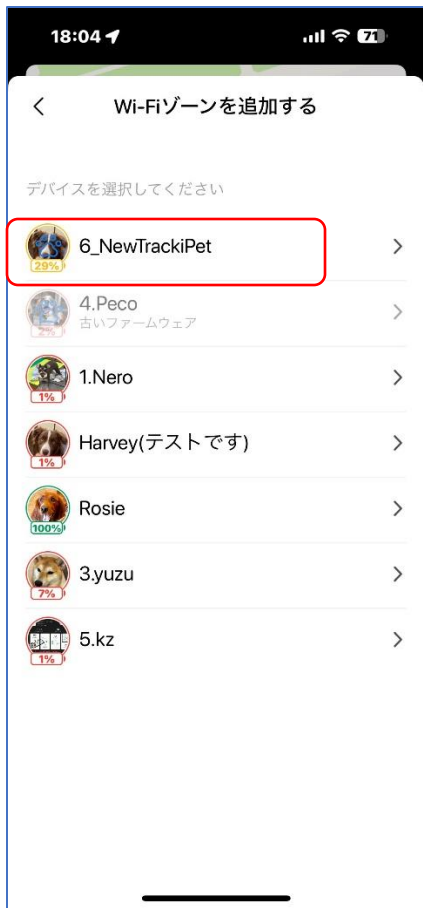 18:04
71
Wi-Fiゾーンを追加する
デバイスを選択してください
6_NewTrackiPet
29%
4.Peco
古いファームウェア
2%
1.Nero
1%
Harvey(テストです)
1%
Rosie
100%
3.yuzu
7%
5.kz
1%